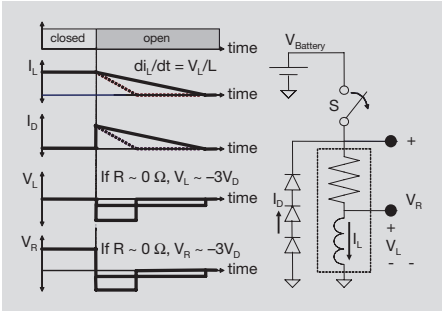 closed open
time
I_L di_L/dt = V_L/L
time
I_D
time
V_L If R ~ 0 Ω, V_L ~ –3V_D
time
V_R If R ~ 0 Ω, V_R ~ –3V_D
time
V_Battery
S
+
I_D
V_R
+
I_L
V_L
- -